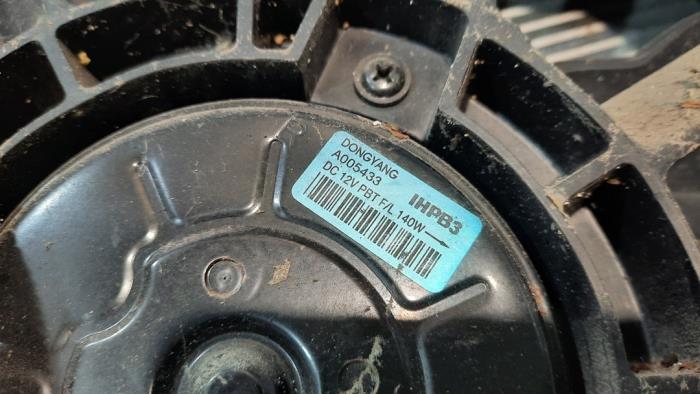 DONGYANG
A005433 IHPB3
DC 12V PBT F/L 140W